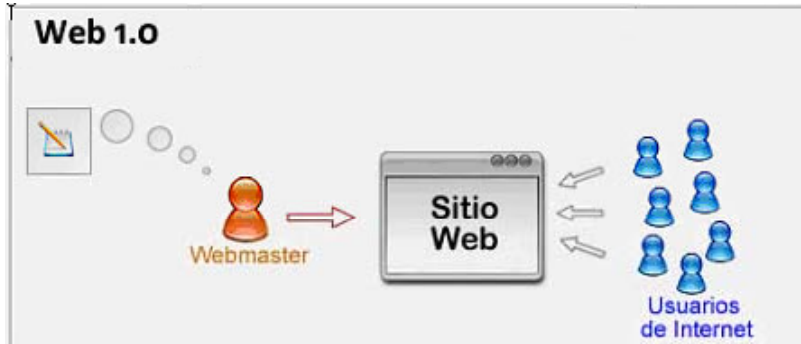 Web 1.0
Sitio
Web
Webmaster
Usuarios
de Internet